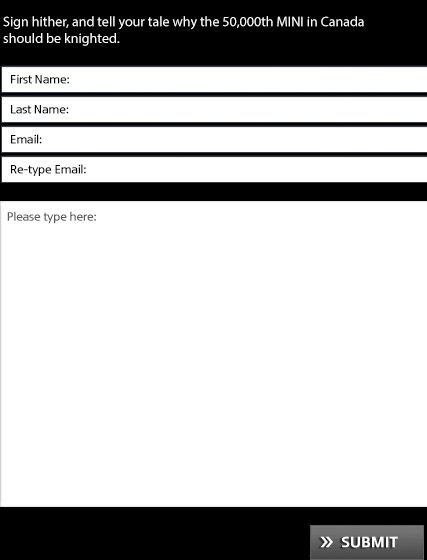 Sign hither, and tell your tale why the 50,000th MINI in Canada
should be knighted.
First Name:
Last Name:
Email:
Re-type Email:
Please type here:
» SUBMIT